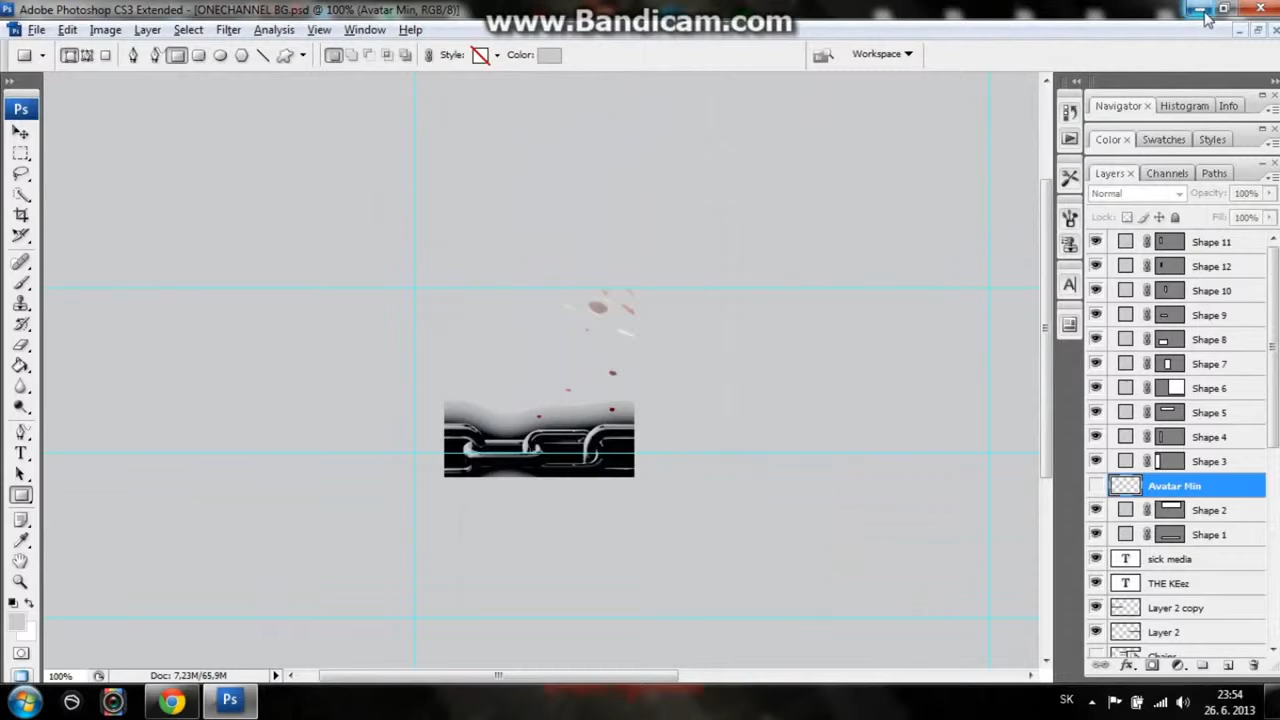 Adobe Photoshop CS3 Extended - [ONECHANNEL BG.psd @ 100% (Avatar Min, RGB/8)]
www.Bandicam.com
File Edit Image Layer Select Filter Analysis View Window Help
Style: Color: Workspace
Ps
Navigator Histogram Info
Color Swatches Styles
Layers Channels Paths
Normal Opacity: 100%
Lock: Fill: 100%
Shape 11
Shape 12
Shape 10
Shape 9
Shape 8
Shape 7
Shape 6
Shape 5
Shape 4
Shape 3
Avatar Min
Shape 2
Shape 1
T sick media
T THE KEez
Layer 2 copy
Layer 2
Chains
100% Doc: 7,23M/65,9M
Ps
SK
23:54
26. 6. 2013